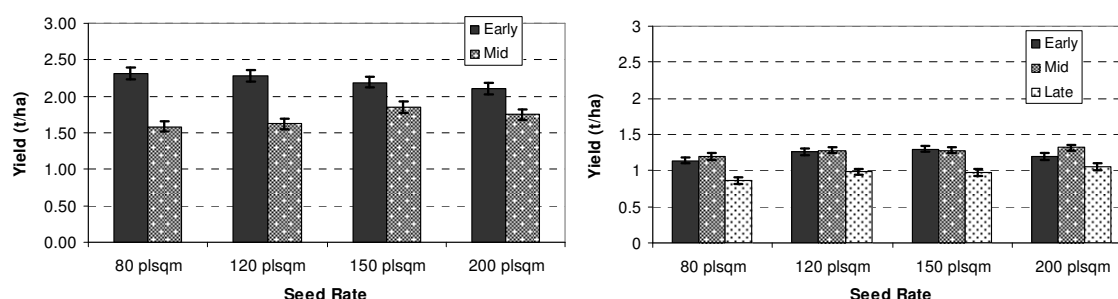 3.00
2.50
2.00
1.50
1.00
0.50
0.00
Yield (t/ha)
Early
Mid
80 plsqm 120 plsqm 150 plsqm 200 plsqm
Seed Rate
3
2.5
2
1.5
1
0.5
0
Yield (t/ha)
Early
Mid
Late
80 plsqm 120 plsqm 150 plsqm 200 plsqm
Seed Rate